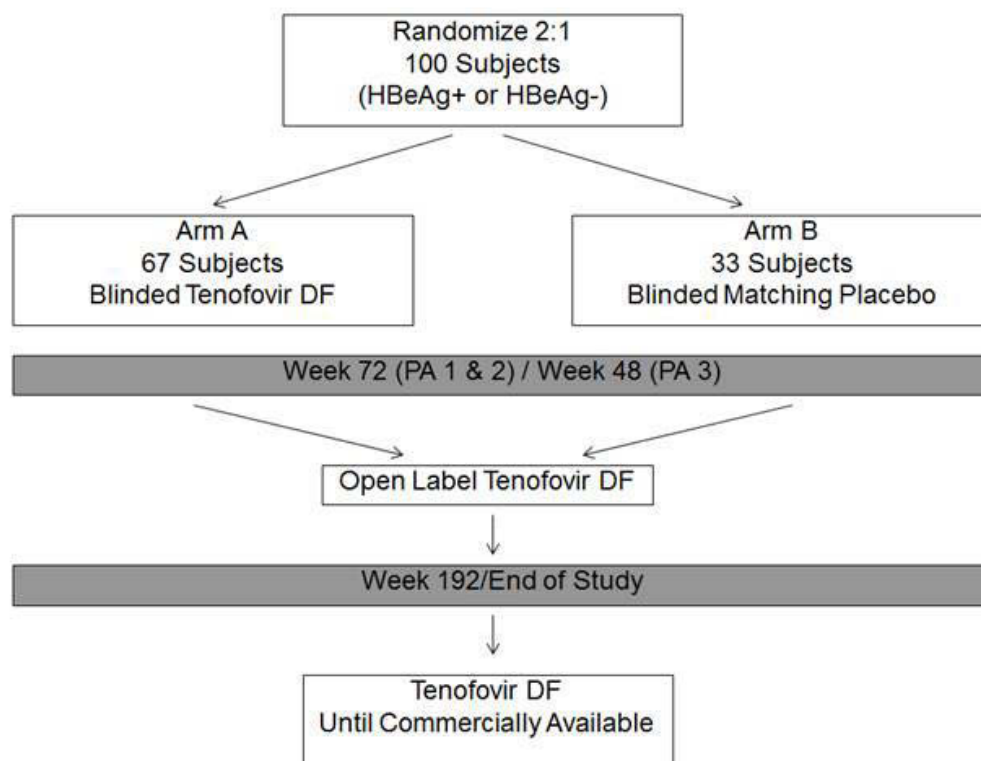 Randomize 2:1
100 Subjects
(HBeAg+ or HBeAg-)
Arm A
67 Subjects
Blinded Tenofovir DF
Arm B
33 Subjects
Blinded Matching Placebo
Week 72 (PA 1 & 2) / Week 48 (PA 3)
Open Label Tenofovir DF
Week 192/End of Study
Tenofovir DF
Until Commercially Available